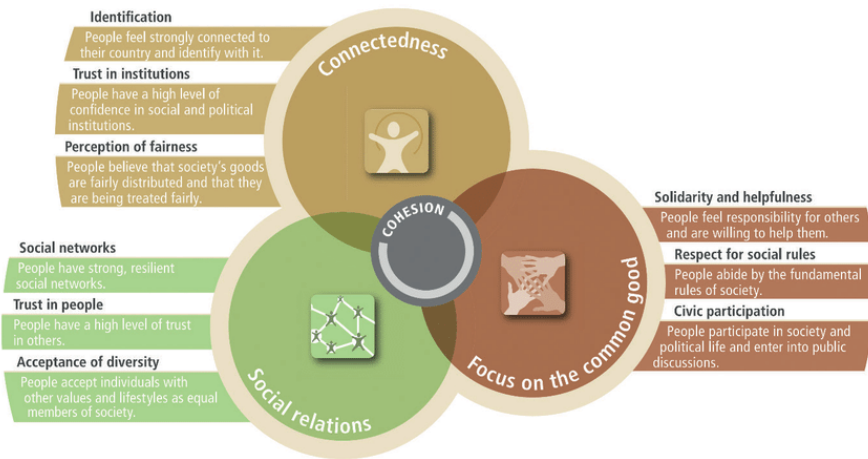 Identification
People feel strongly connected to
their country and identify with it.
Trust in institutions
People have a high level of
confidence in social and political
institutions.
Perception of fairness
People believe that society's goods
are fairly distributed and that they
are being treated fairly.
Connectedness
COHESION
Social networks
People have strong, resilient
social networks.
Trust in people
People have a high level of trust
in others.
Acceptance of diversity
People accept individuals with
other values and lifestyles as equal
members of society.
Social relations
Solidarity and helpfulness
People feel responsibility for others
and are willing to help them.
Respect for social rules
People abide by the fundamental
rules of society.
Civic participation
People participate in society and
political life and enter into public
discussions.
Focus on the common good